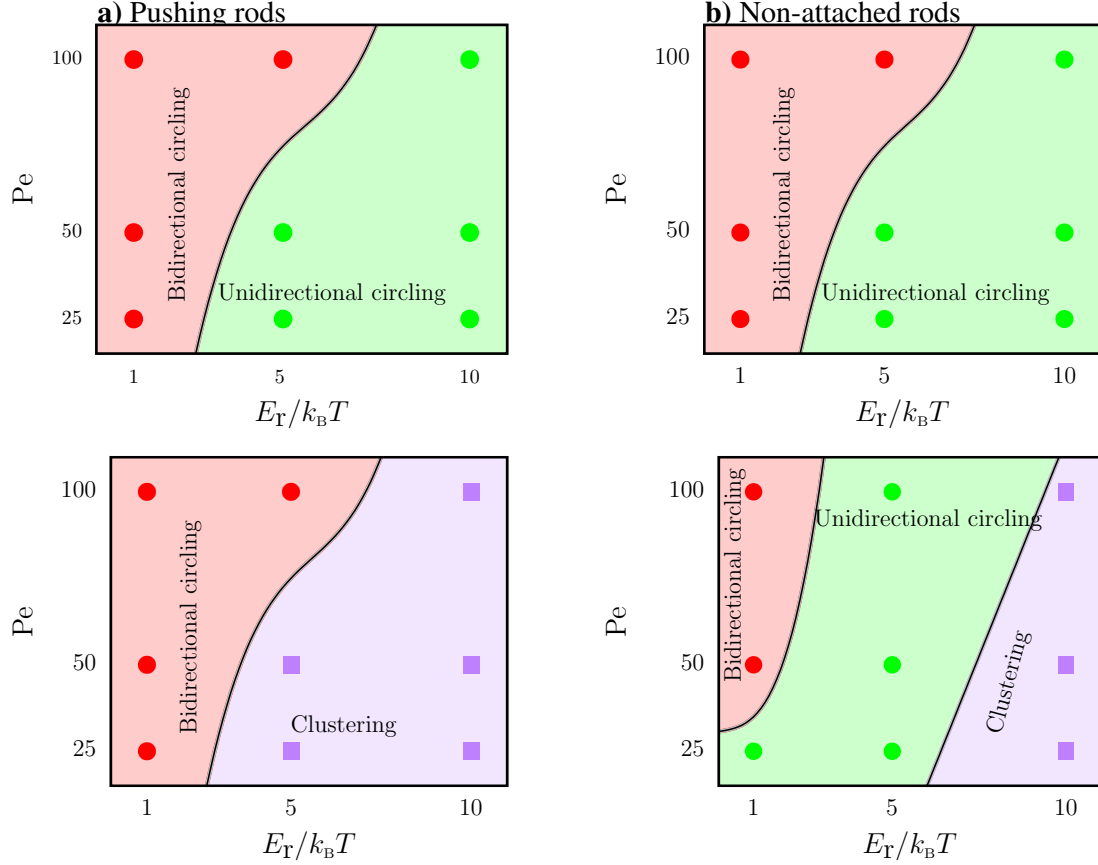 a) Pushing rods
b) Non-attached rods
100
50
25
Pe
Bidirectional circling
Unidirectional circling
1 5 10
Er/kBT
100
50
25
Pe
Bidirectional circling
Unidirectional circling
1 5 10
Er/kBT
100
50
25
Pe
Bidirectional circling
Clustering
1 5 10
Er/kBT
100
50
25
Pe
Bidirectional circling
Unidirectional circling
Clustering
1 5 10
Er/kBT